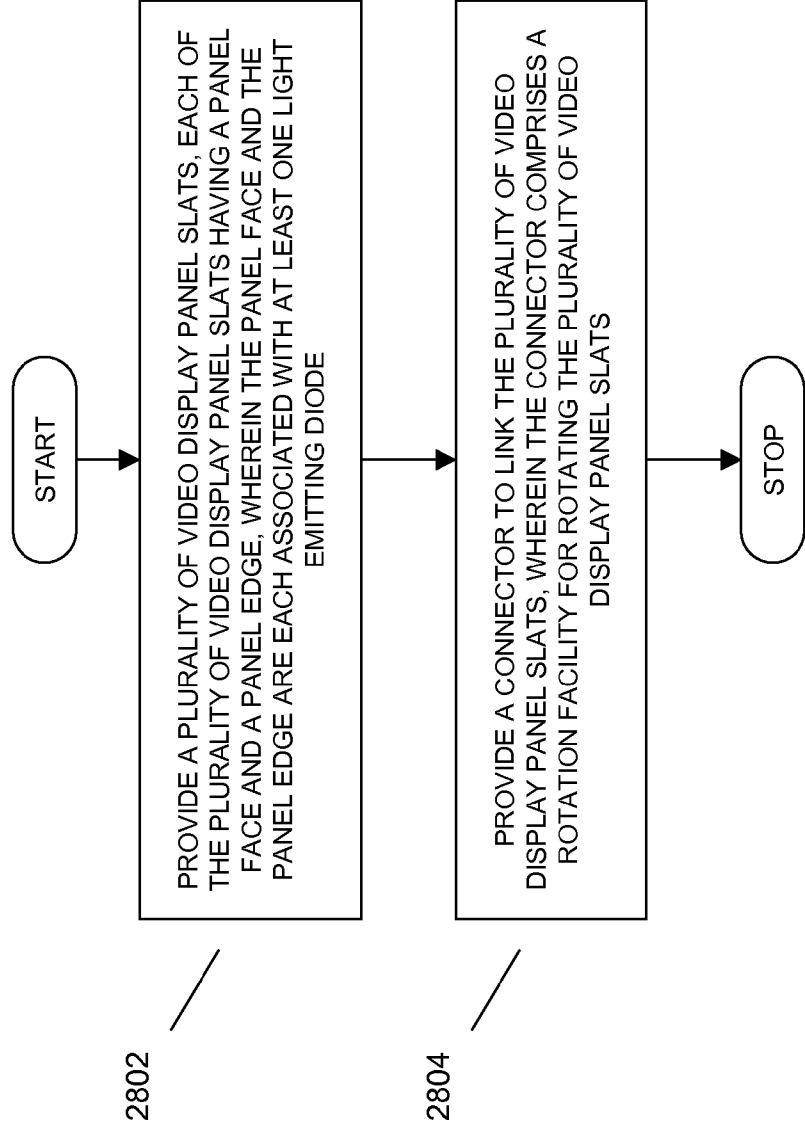 START
2802
PROVIDE A PLURALITY OF VIDEO DISPLAY PANEL SLATS, EACH OF
THE PLURALITY OF VIDEO DISPLAY PANEL SLATS HAVING A PANEL
FACE AND A PANEL EDGE, WHEREIN THE PANEL FACE AND THE
PANEL EDGE ARE EACH ASSOCIATED WITH AT LEAST ONE LIGHT
EMITTING DIODE
2804
PROVIDE A CONNECTOR TO LINK THE PLURALITY OF VIDEO
DISPLAY PANEL SLATS, WHEREIN THE CONNECTOR COMPRISES A
ROTATION FACILITY FOR ROTATING THE PLURALITY OF VIDEO
DISPLAY PANEL SLATS
STOP